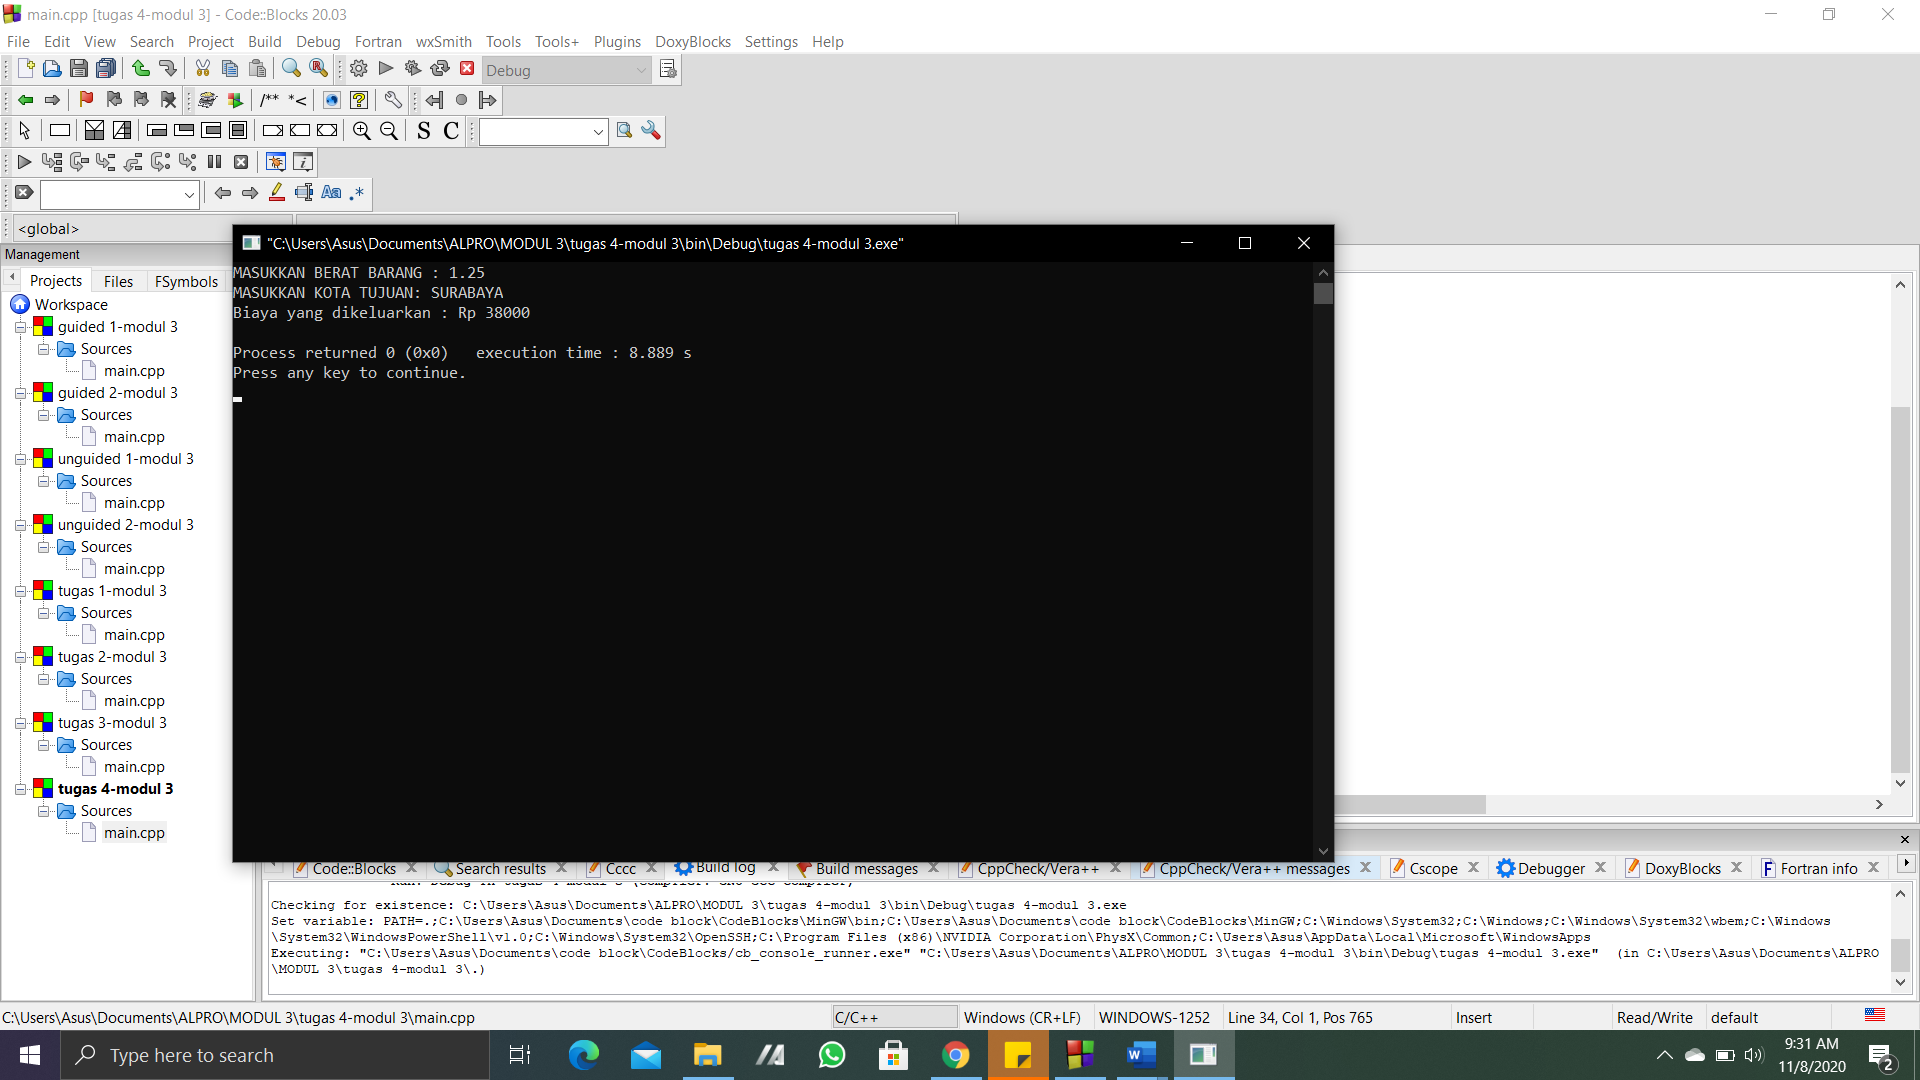 main.cpp [tugas 4-modul 3] - Code::Blocks 20.03
File Edit View Search Project Build Debug Fortran wxSmith Tools Tools+ Plugins DoxyBlocks Settings Help
Debug
/** *<
S C
Aa .*
<global>
"C:\Users\Asus\Documents\ALPRO\MODUL 3\tugas 4-modul 3\bin\Debug\tugas 4-modul 3.exe"
MASUKKAN BERAT BARANG : 1.25
MASUKKAN KOTA TUJUAN: SURABAYA
Biaya yang dikeluarkan : Rp 38000
Process returned 0 (0x0)   execution time : 8.889 s
Press any key to continue.
Management
Projects Files FSymbols
Workspace
guided 1-modul 3
Sources
main.cpp
guided 2-modul 3
Sources
main.cpp
unguided 1-modul 3
Sources
main.cpp
unguided 2-modul 3
Sources
main.cpp
tugas 1-modul 3
Sources
main.cpp
tugas 2-modul 3
Sources
main.cpp
tugas 3-modul 3
Sources
main.cpp
tugas 4-modul 3
Sources
main.cpp
Code::Blocks Search results Cccc Build log Build messages CppCheck/Vera++ CppCheck/Vera++ messages Cscope Debugger DoxyBlocks Fortran info
Checking for existence: C:\Users\Asus\Documents\ALPRO\MODUL 3\tugas 4-modul 3\bin\Debug\tugas 4-modul 3.exe
Set variable: PATH=.;C:\Users\Asus\Documents\code block\CodeBlocks\MinGW\bin;C:\Users\Asus\Documents\code block\CodeBlocks\MinGW;C:\Windows\System32;C:\Windows;C:\Windows\System32\wbem;C:\Windows
\System32\WindowsPowerShell\v1.0;C:\Windows\System32\OpenSSH;C:\Program Files (x86)\NVIDIA Corporation\PhysX\Common;C:\Users\Asus\AppData\Local\Microsoft\WindowsApps
Executing: "C:\Users\Asus\Documents\code block\CodeBlocks/cb_console_runner.exe" "C:\Users\Asus\Documents\ALPRO\MODUL 3\tugas 4-modul 3\bin\Debug\tugas 4-modul 3.exe"  (in C:\Users\Asus\Documents\ALPRO
\MODUL 3\tugas 4-modul 3\.)
C:\Users\Asus\Documents\ALPRO\MODUL 3\tugas 4-modul 3\main.cpp C/C++ Windows (CR+LF) WINDOWS-1252 Line 34, Col 1, Pos 765 Insert Read/Write default
Type here to search
9:31 AM
11/8/2020
2